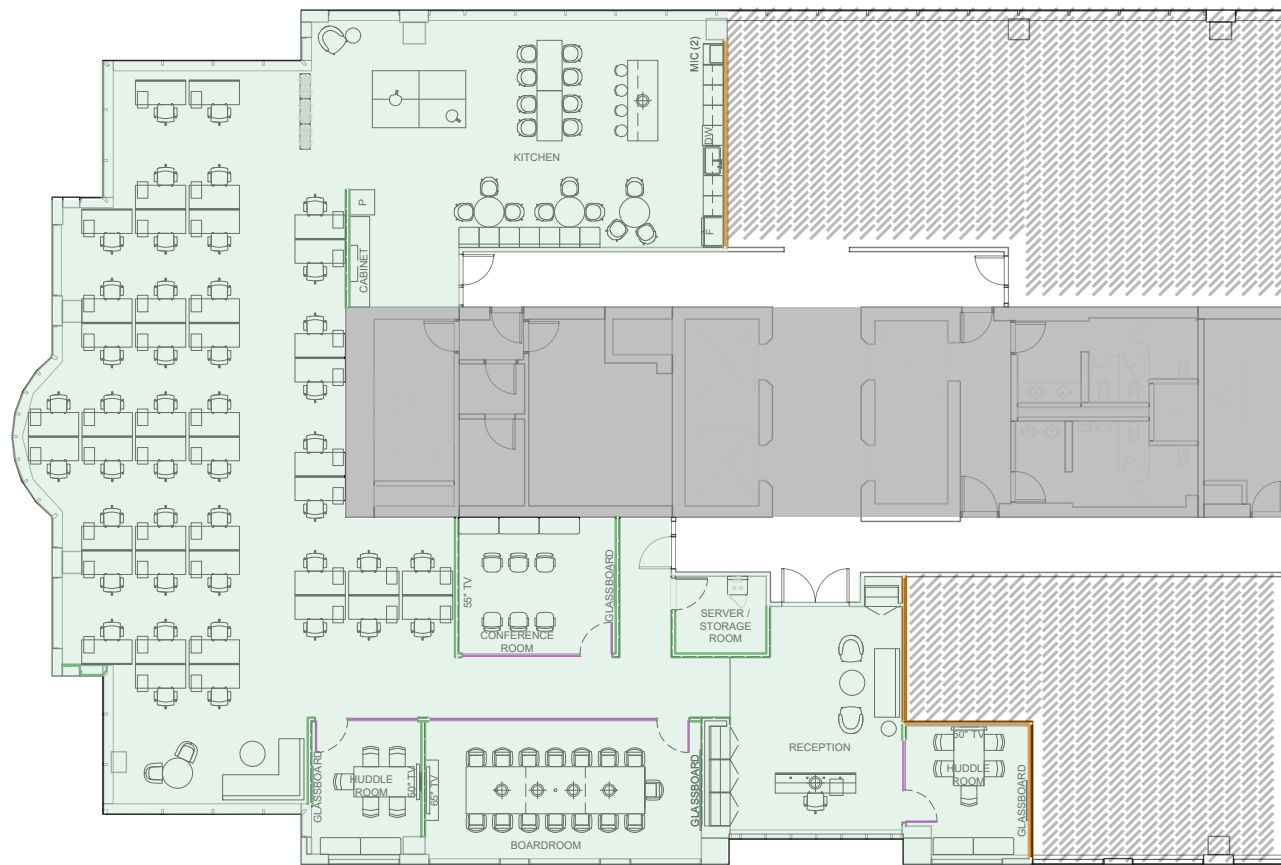 MIC (2)
DW
KITCHEN
P
F
CABINET
55" TV
GLASSBOARD
CONFERENCE
ROOM
SERVER /
STORAGE
ROOM
GLASSBOARD
HUDDLE
ROOM
50" TV
65" TV
GLASSBOARD
BOARDROOM
RECEPTION
50" TV
HUDDLE
ROOM
GLASSBOARD